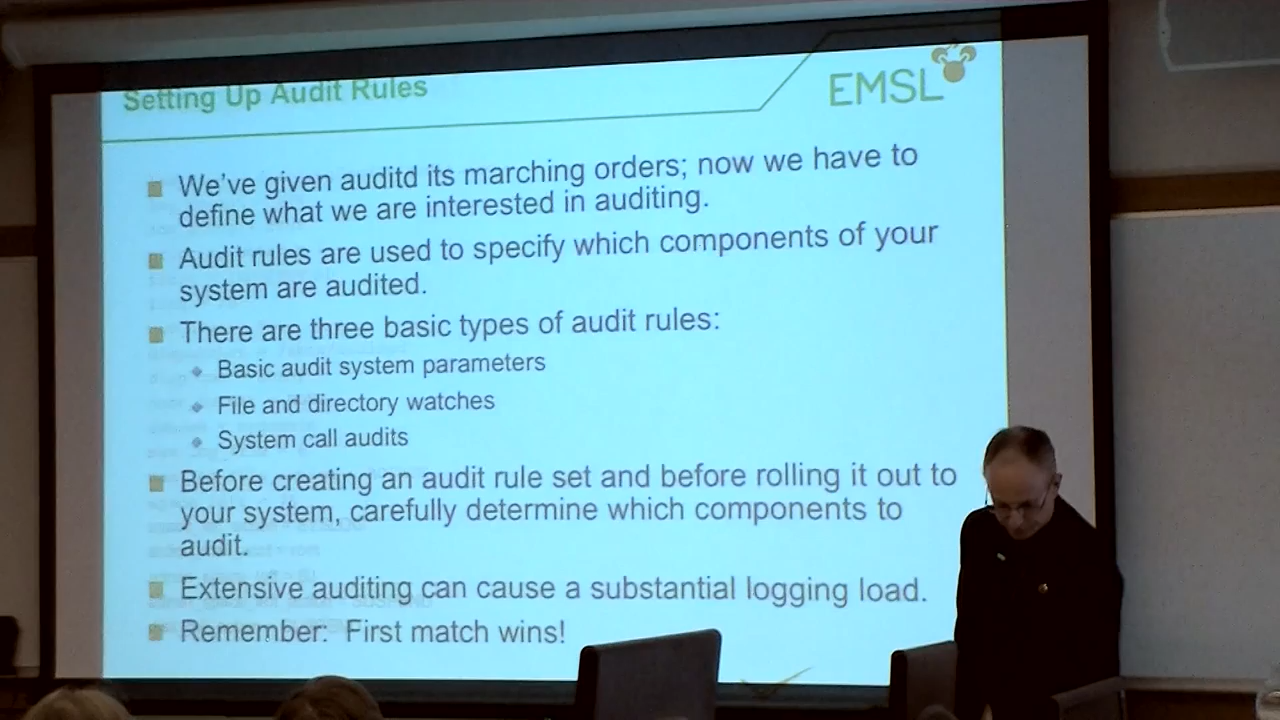 Setting Up Audit Rules
EMSL
We've given auditd its marching orders; now we have to
define what we are interested in auditing.
Audit rules are used to specify which components of your
system are audited.
There are three basic types of audit rules:
Basic audit system parameters
File and directory watches
System call audits
Before creating an audit rule set and before rolling it out to
your system, carefully determine which components to
audit.
Extensive auditing can cause a substantial logging load.
Remember: First match wins!